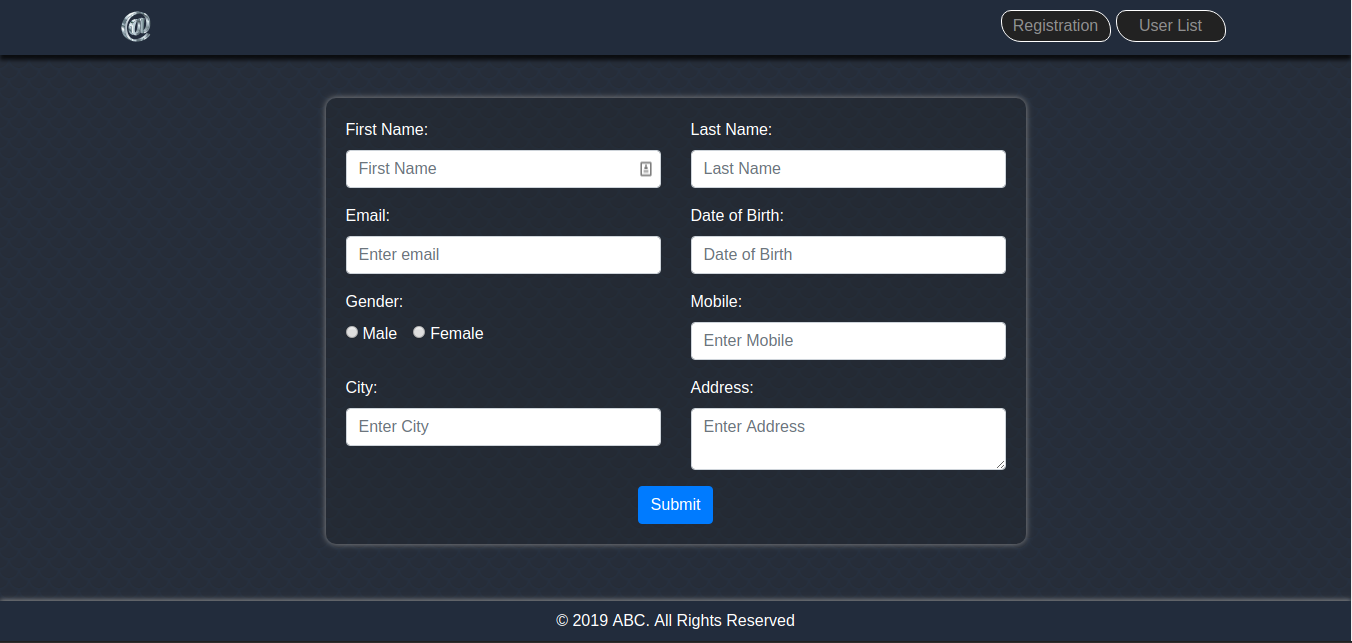 @
Registration User List
First Name: Last Name:
First Name Last Name
Email: Date of Birth:
Enter email Date of Birth
Gender: Mobile:
Male Female Enter Mobile
City: Address:
Enter City Enter Address
Submit
© 2019 ABC. All Rights Reserved